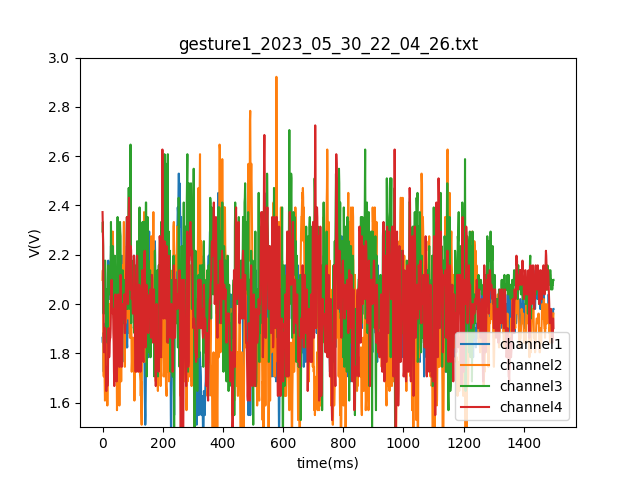 gesture1_2023_05_30_22_04_26.txt
V(V)
3.0
2.8
2.6
2.4
2.2
2.0
1.8
1.6
0 200 400 600 800 1000 1200 1400
time(ms)
channel1
channel2
channel3
channel4